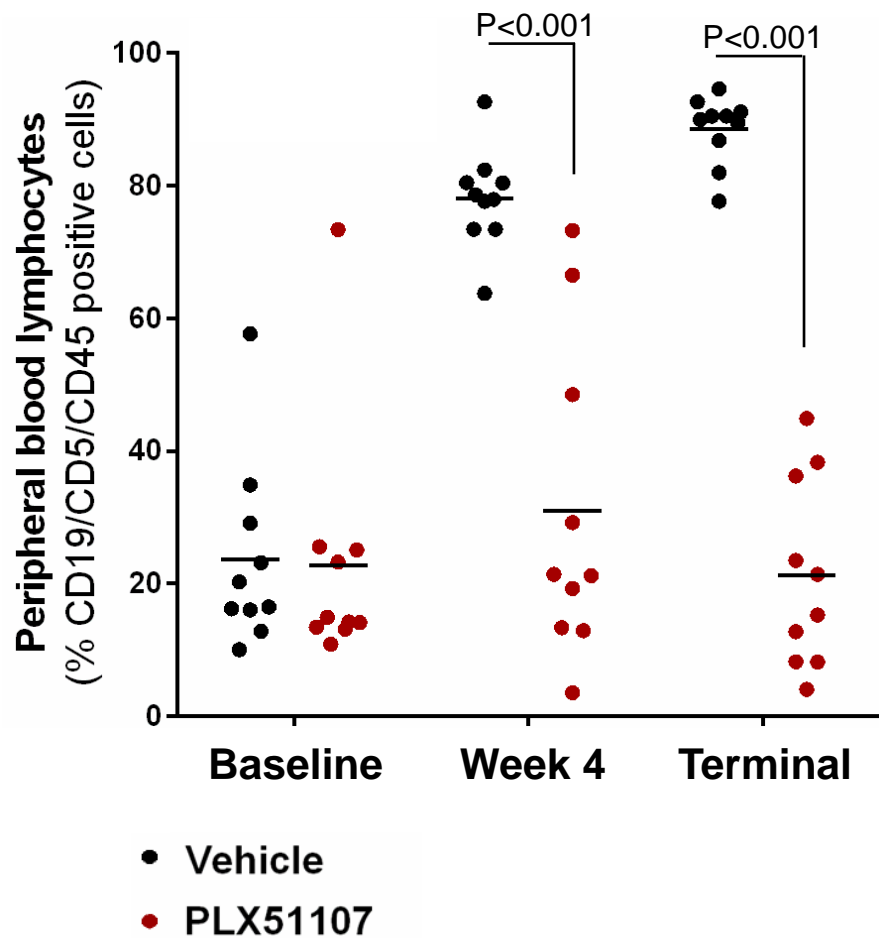 P<0.001
P<0.001
100
80
60
40
20
0
Peripheral blood lymphocytes
(% CD19/CD5/CD45 positive cells)
Baseline
Week 4
Terminal
Vehicle
PLX51107